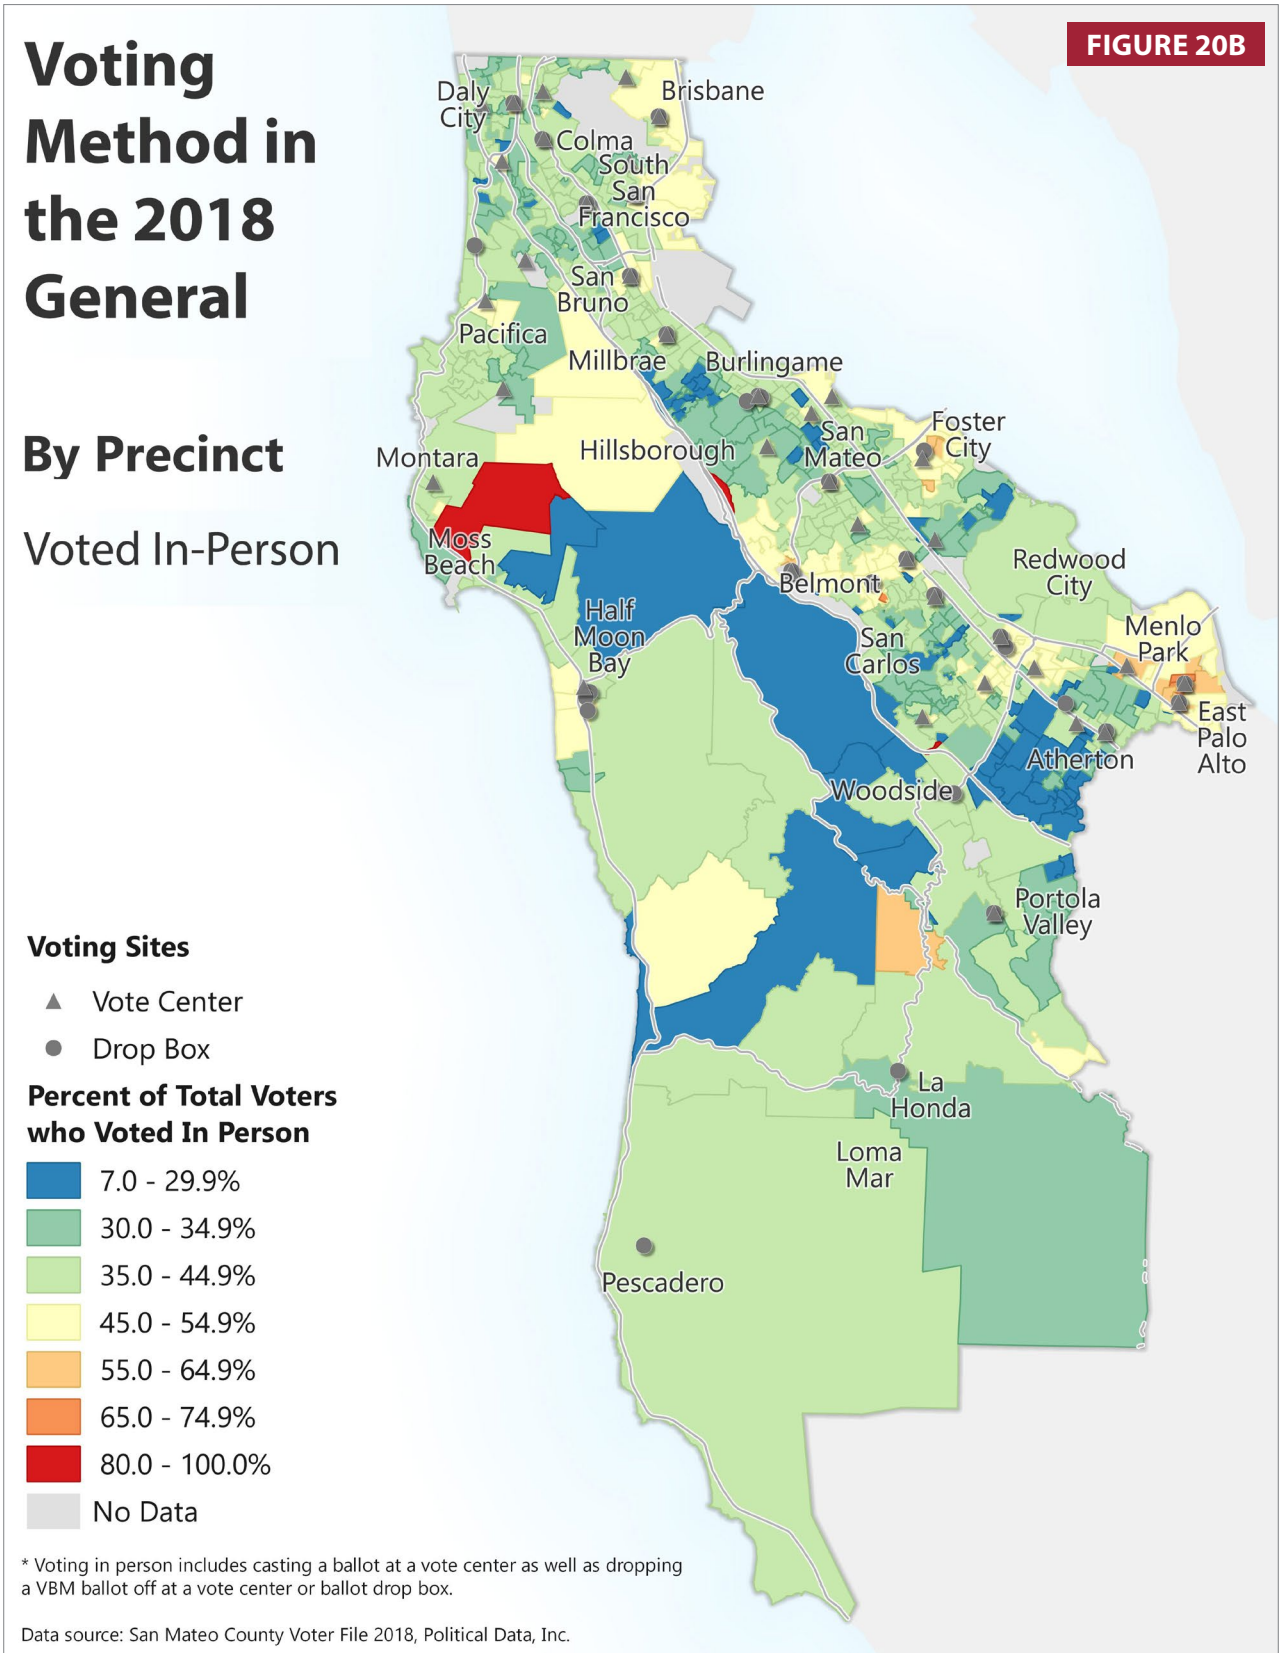 FIGURE 20B
Voting
Method in
the 2018
General
By Precinct
Voted In-Person
Daly
City
Brisbane
Colma
South
San
Francisco
San
Bruno
Pacifica
Millbrae
Burlingame
Hillsborough
San
Mateo
Foster
City
Montara
Moss
Beach
Belmont
Redwood
City
Half
Moon
Bay
San
Carlos
Menlo
Park
East
Palo
Alto
Atherton
Woodside
Portola
Valley
La
Honda
Loma
Mar
Pescadero
Voting Sites
Vote Center
Drop Box
Percent of Total Voters
who Voted In Person
7.0 - 29.9%
30.0 - 34.9%
35.0 - 44.9%
45.0 - 54.9%
55.0 - 64.9%
65.0 - 74.9%
80.0 - 100.0%
No Data
* Voting in person includes casting a ballot at a vote center as well as dropping
a VBM ballot off at a vote center or ballot drop box.
Data source: San Mateo County Voter File 2018, Political Data, Inc.